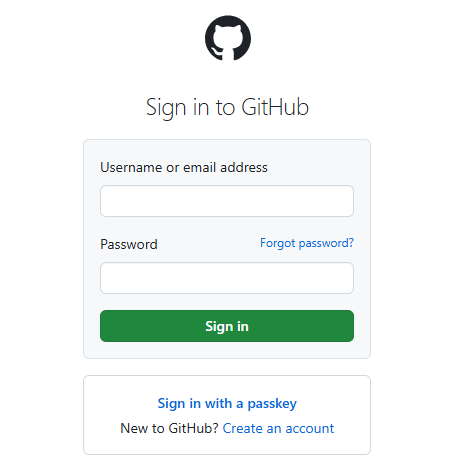 Sign in to GitHub
Username or email address
Password Forgot password?
Sign in
Sign in with a passkey
New to GitHub? Create an account